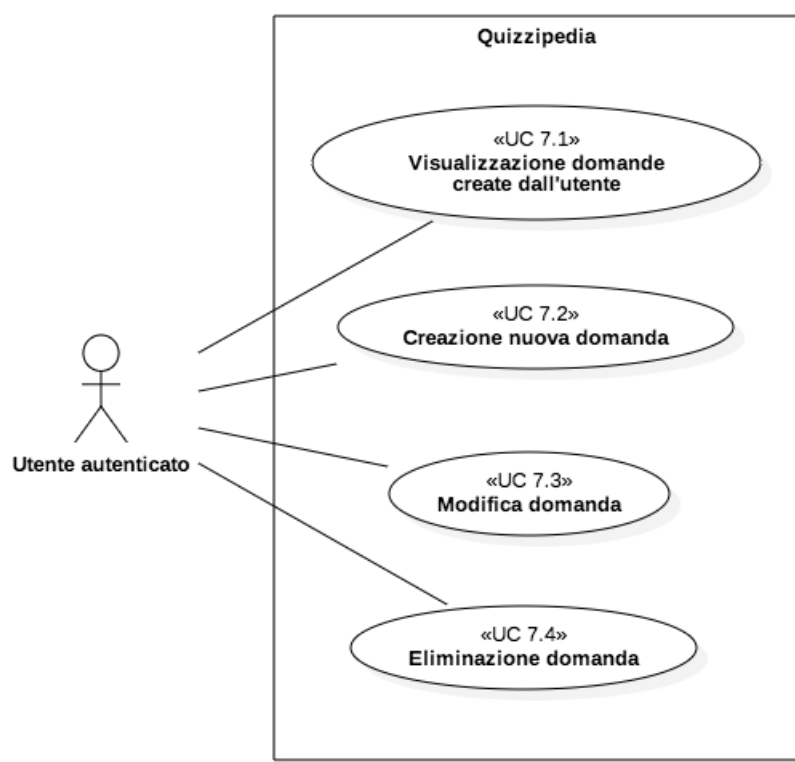 Quizzipedia
«UC 7.1»
Visualizzazione domande
create dall'utente
«UC 7.2»
Creazione nuova domanda
Utente autenticato
«UC 7.3»
Modifica domanda
«UC 7.4»
Eliminazione domanda